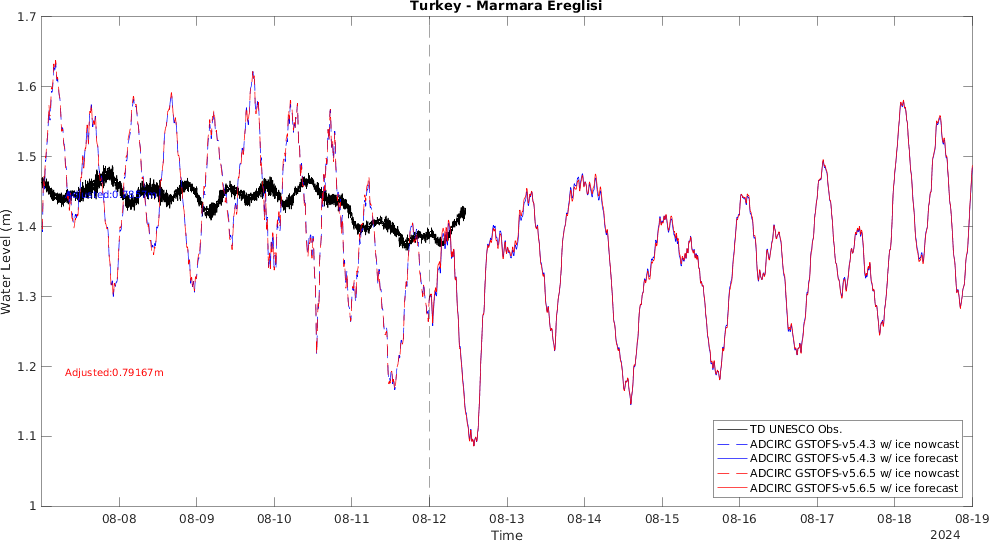 Turkey - Marmara Ereglisi
1.7
1.6
1.5
1.4
1.3
1.2
1.1
1
Water Level (m)
Adjusted:0.79167m
TD UNESCO Obs.
ADCIRC GSTOFS-v5.4.3 w/ ice nowcast
ADCIRC GSTOFS-v5.4.3 w/ ice forecast
ADCIRC GSTOFS-v5.6.5 w/ ice nowcast
ADCIRC GSTOFS-v5.6.5 w/ ice forecast
08-08 08-09 08-10 08-11 08-12 08-13 08-14 08-15 08-16 08-17 08-18 08-19
Time
2024